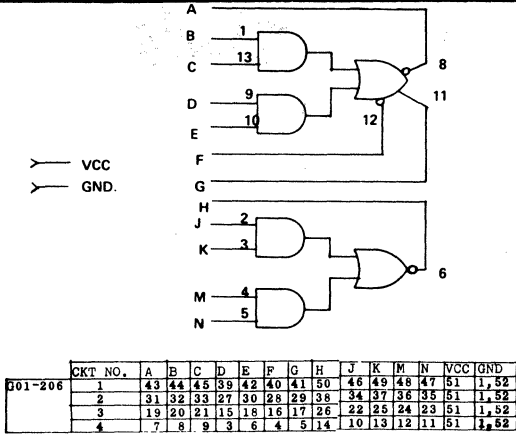 A
B 1
C 13
8
D 9
11
E 10
12
F
VCC
GND.
G
H
J 2
K 3
6
M 4
N 5
CKT NO. A B C D E F G H J K M N VCC GND
G01-206 1 43 44 45 39 42 40 41 50 46 49 48 47 51 1,52
2 31 32 33 27 30 28 29 38 34 37 36 35 51 1,52
3 19 20 21 15 18 16 17 26 22 25 24 23 51 1,52
4 7 8 9 3 6 4 5 14 10 13 12 11 51 1,52